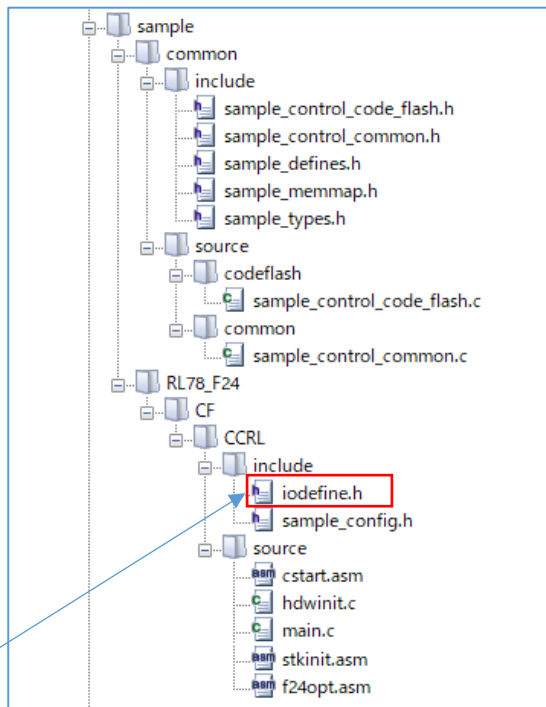 sample
common
include
sample_control_code_flash.h
sample_control_common.h
sample_defines.h
sample_memmap.h
sample_types.h
source
codeflash
sample_control_code_flash.c
common
sample_control_common.c
RL78_F24
CF
CCRL
include
iodefine.h
sample_config.h
source
cstart.asm
hdwinit.c
main.c
stkinit.asm
f24opt.asm